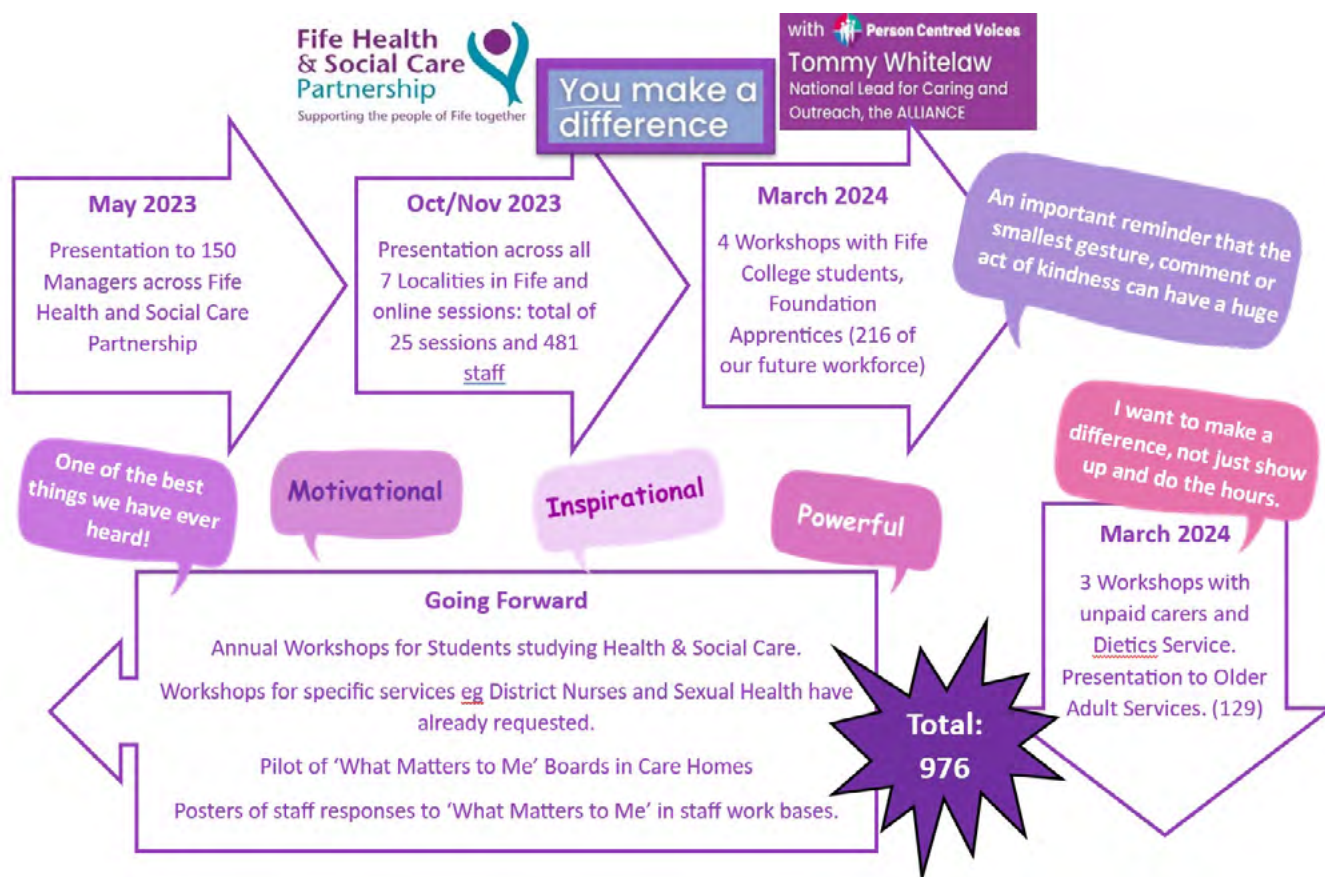 Fife Health
& Social Care
Partnership
Supporting the people of Fife together
You make a
difference
with Person Centred Voices
Tommy Whitelaw
National Lead for Caring and
Outreach, the ALLIANCE
May 2023
Presentation to 150
Managers across Fife
Health and Social Care
Partnership
Oct/Nov 2023
Presentation across all
7 Localities in Fife and
online sessions: total of
25 sessions and 481
staff
March 2024
4 Workshops with Fife
College students,
Foundation
Apprentices (216 of
our future workforce)
An important reminder that the
smallest gesture, comment or
act of kindness can have a huge
One of the best
things we have ever
heard!
Motivational
Inspirational
Powerful
I want to make a
difference, not just show
up and do the hours.
March 2024
3 Workshops with
unpaid carers and
Dietics Service.
Presentation to Older
Adult Services. (129)
Going Forward
Annual Workshops for Students studying Health & Social Care.
Workshops for specific services eg District Nurses and Sexual Health have
already requested.
Pilot of ‘What Matters to Me’ Boards in Care Homes
Posters of staff responses to ‘What Matters to Me’ in staff work bases.
Total:
976